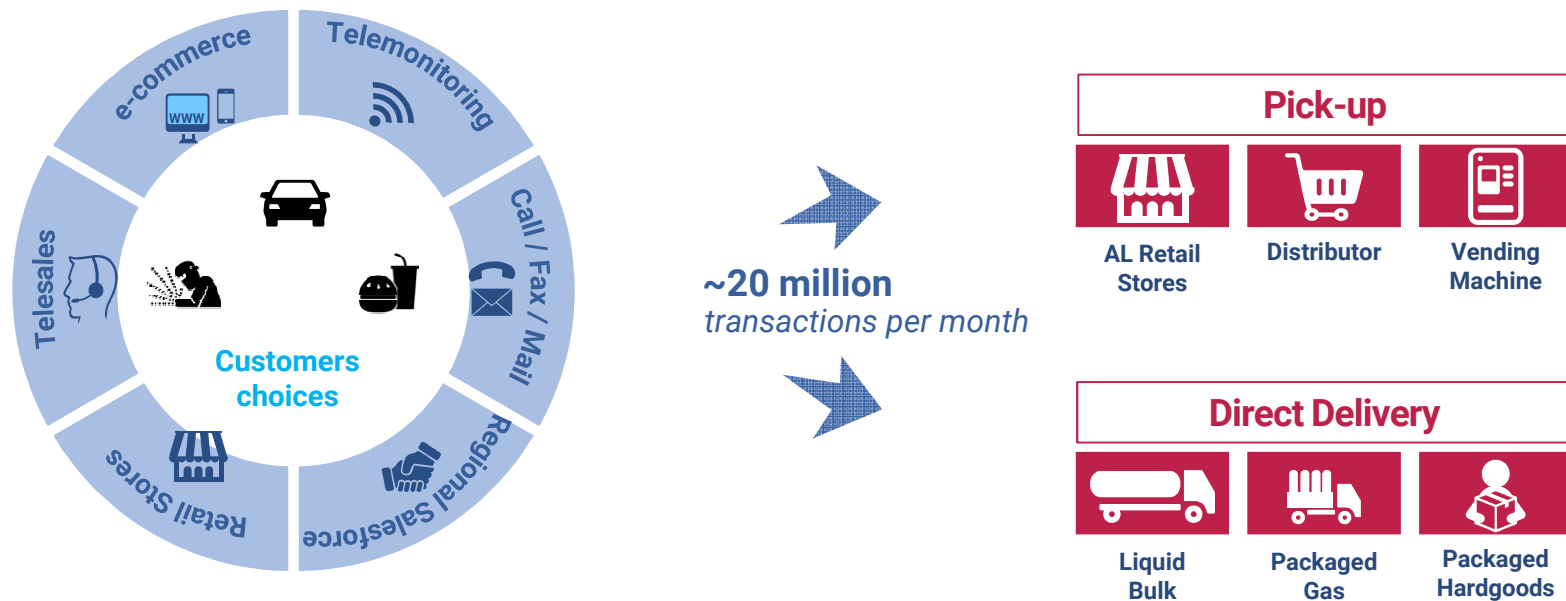 e-commerce
Telemonitoring
www
Telesales
Call / Fax / Mail
Customers
choices
Retail Stores
Regional Salesforce
~20 million
transactions per month
Pick-up
AL Retail
Stores
Distributor
Vending
Machine
Direct Delivery
Liquid
Bulk
Packaged
Gas
Packaged
Hardgoods